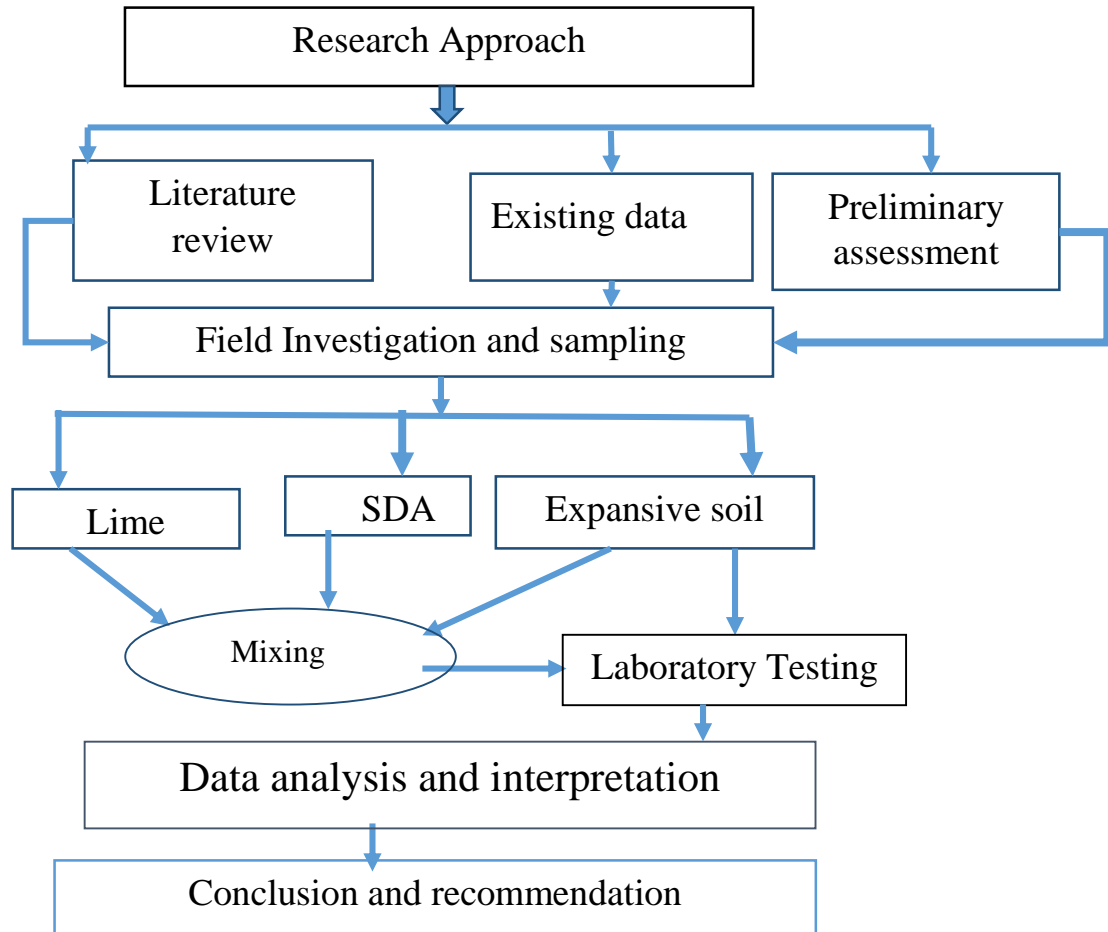 Research Approach
Literature
review
Existing data
Preliminary
assessment
Field Investigation and sampling
Lime
SDA
Expansive soil
Mixing
Laboratory Testing
Data analysis and interpretation
Conclusion and recommendation